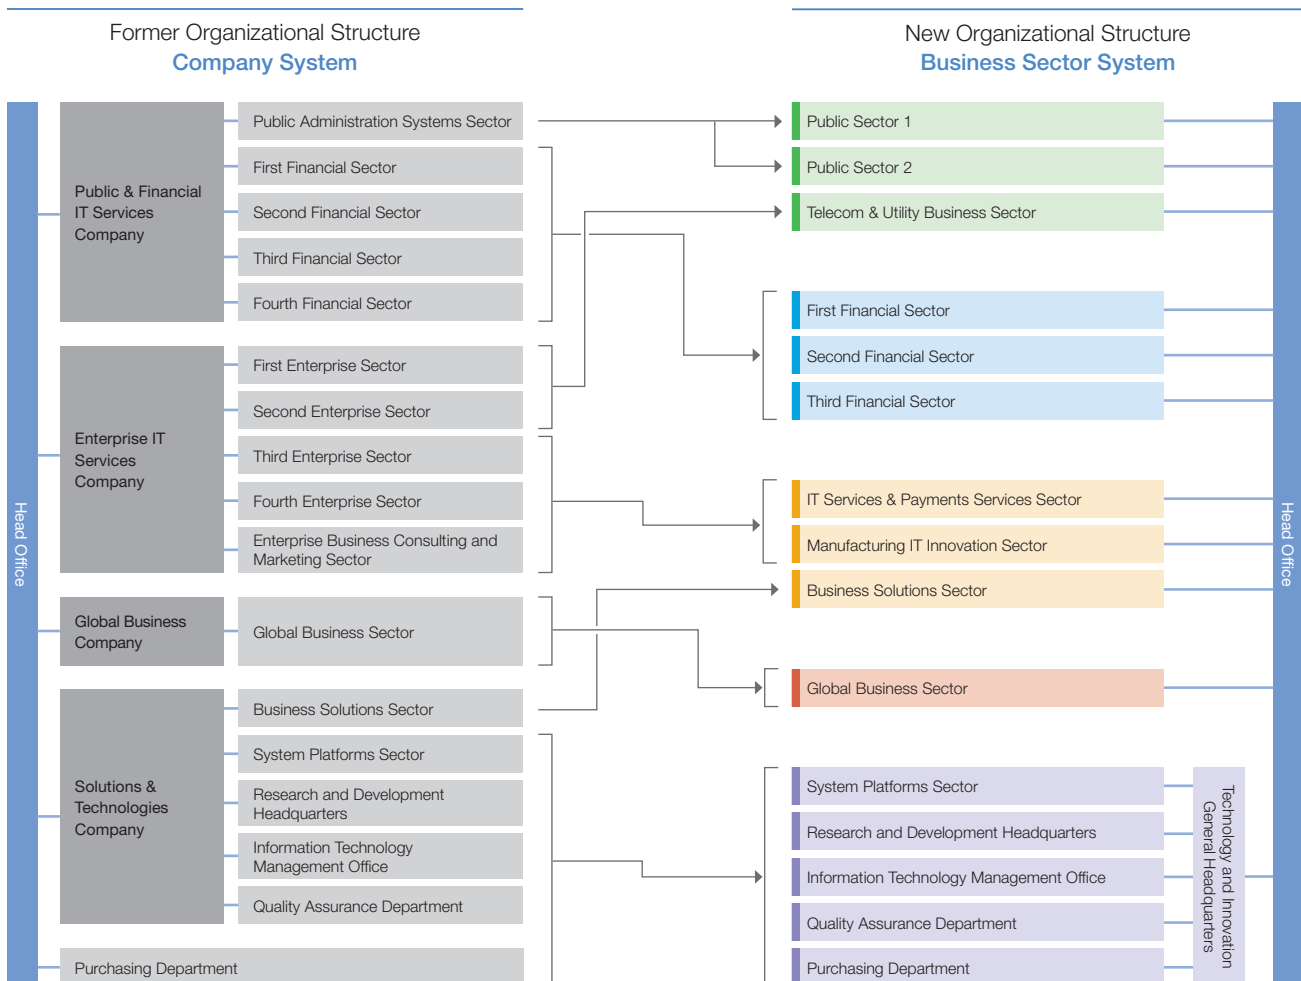 Former Organizational Structure
Company System
New Organizational Structure
Business Sector System
Head Office
Public & Financial
IT Services
Company
Public Administration Systems Sector
First Financial Sector
Second Financial Sector
Third Financial Sector
Fourth Financial Sector
Enterprise IT
Services
Company
First Enterprise Sector
Second Enterprise Sector
Third Enterprise Sector
Fourth Enterprise Sector
Enterprise Business Consulting and
Marketing Sector
Global Business
Company
Global Business Sector
Solutions &
Technologies
Company
Business Solutions Sector
System Platforms Sector
Research and Development
Headquarters
Information Technology
Management Office
Quality Assurance Department
Purchasing Department
Public Sector 1
Public Sector 2
Telecom & Utility Business Sector
First Financial Sector
Second Financial Sector
Third Financial Sector
IT Services & Payments Services Sector
Manufacturing IT Innovation Sector
Business Solutions Sector
Global Business Sector
System Platforms Sector
Research and Development Headquarters
Information Technology Management Office
Quality Assurance Department
Purchasing Department
Technology and Innovation
General Headquarters
Head Office